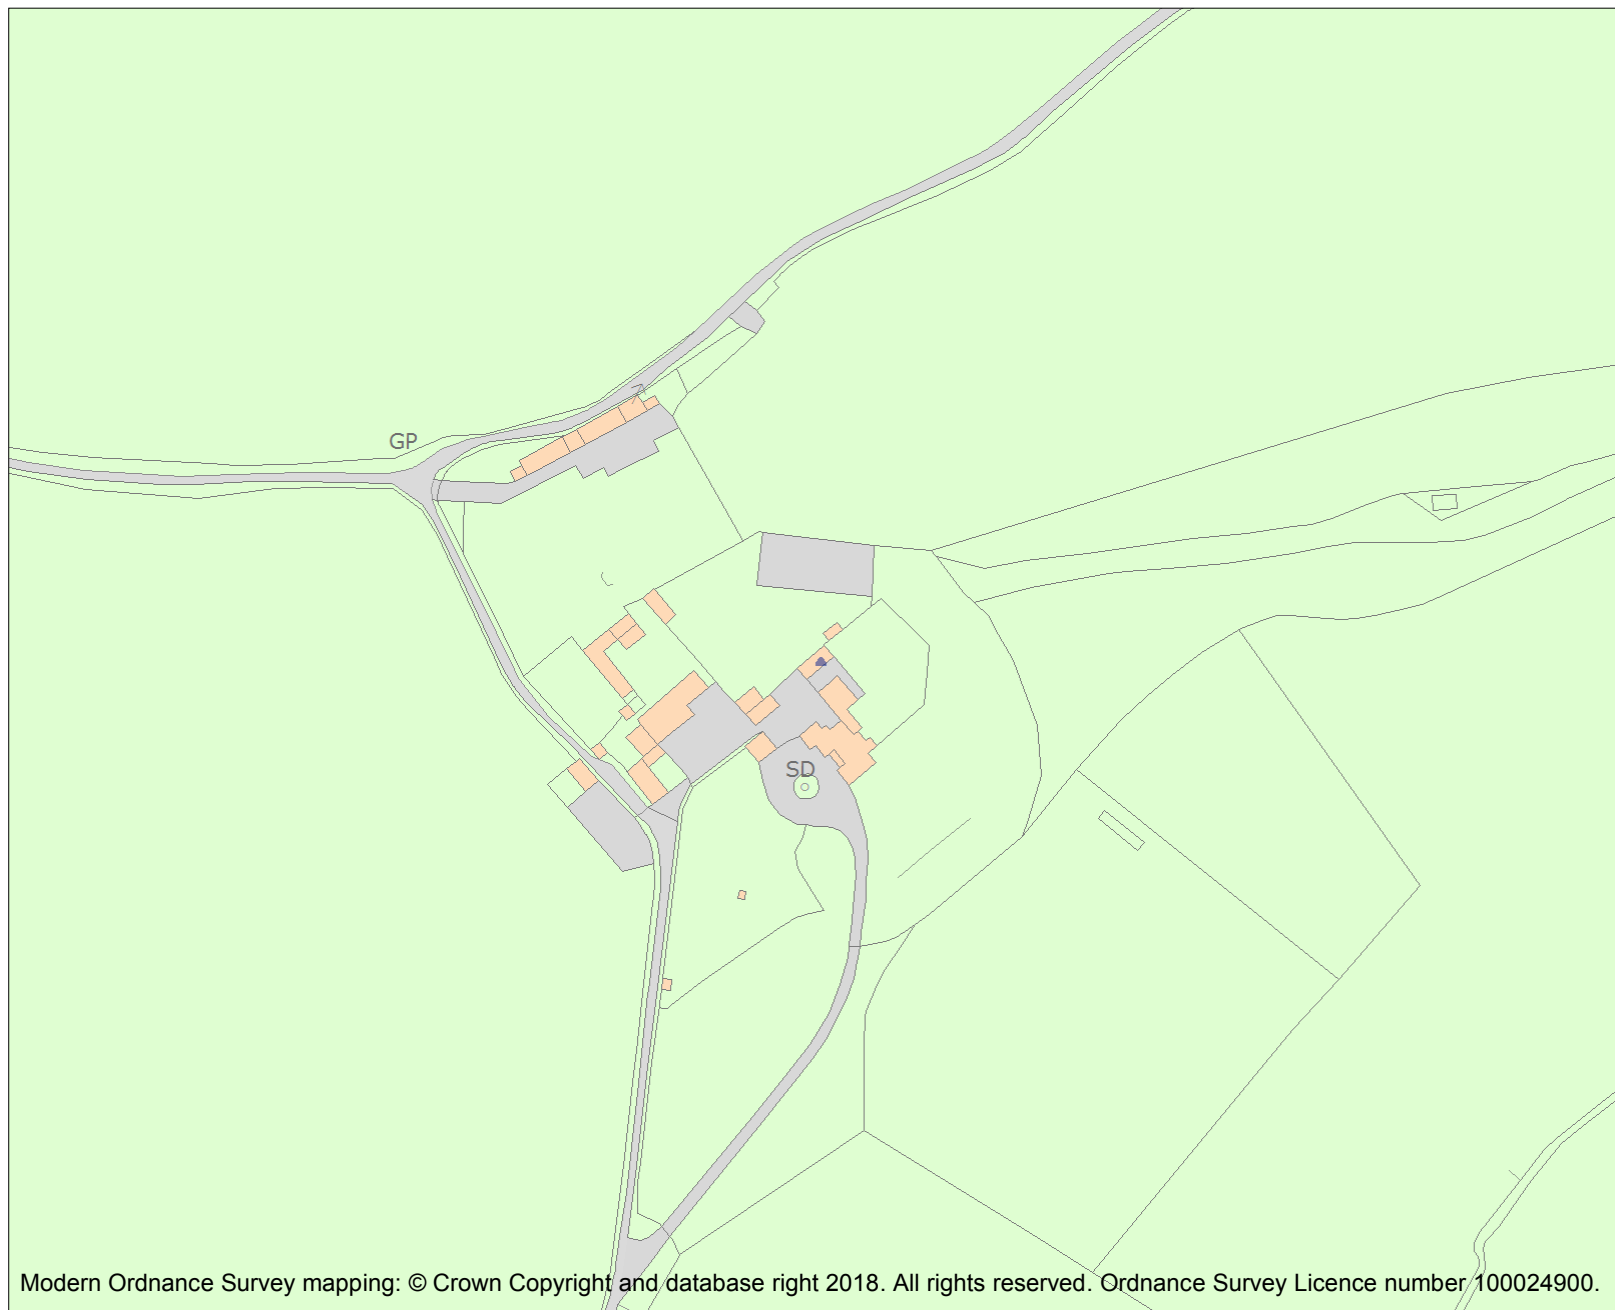 GP
SD
Modern Ordnance Survey mapping: © Crown Copyright and database right 2018. All rights reserved. Ordnance Survey Licence number 100024900.